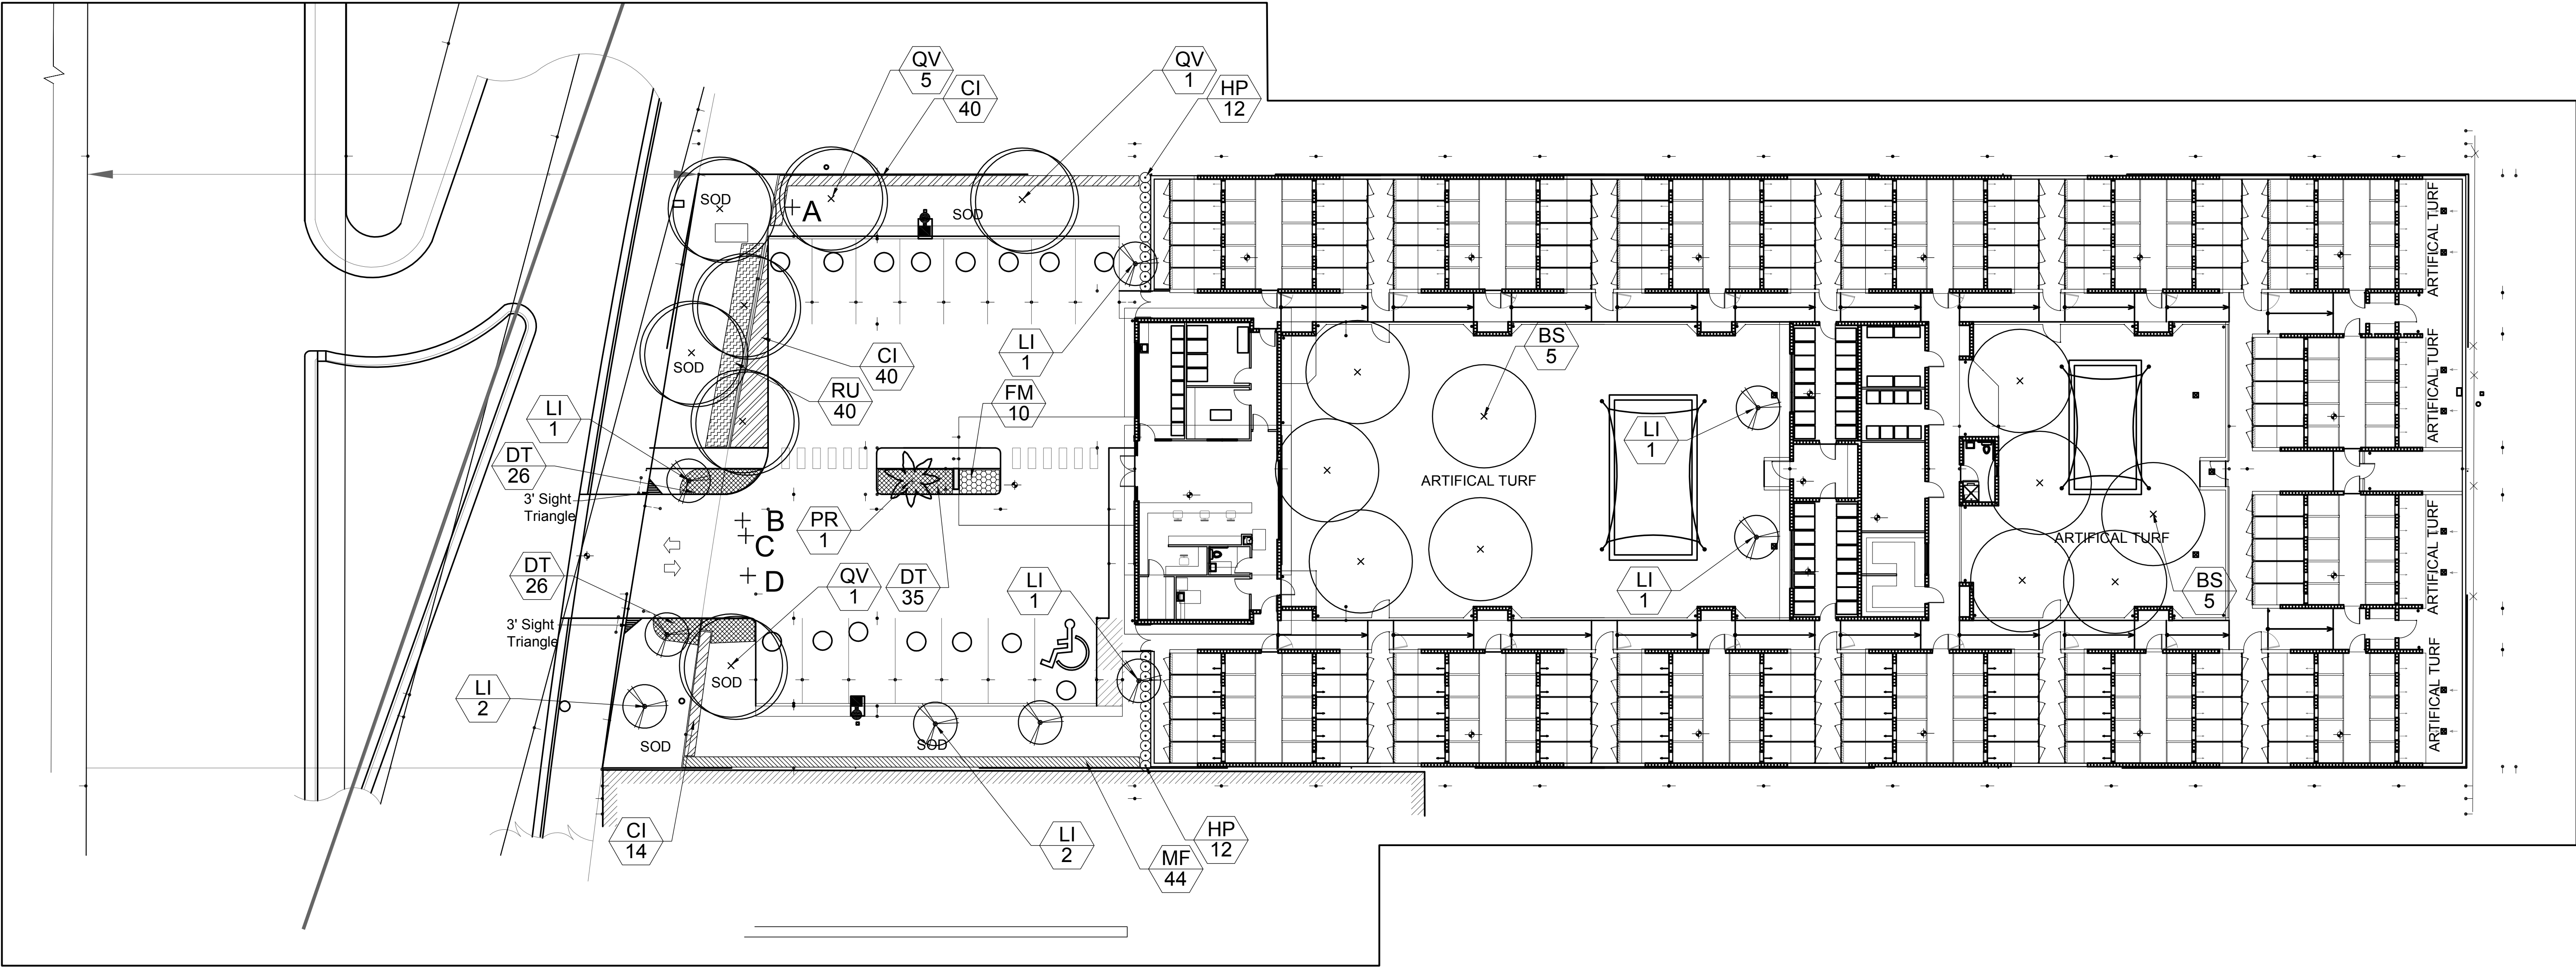 QV
5
CI
40
QV
1
HP
12
SOD
A
SOD
ARTIFICAL TURF
LI
1
CI
40
RU
40
FM
10
SOD
BS
5
ARTIFICAL TURF
LI
1
DT
26
3' Sight
Triangle
LI
1
ARTIFICAL TURF
B
C
D
PR
1
ARTIFICAL TURF
ARTIFICAL TURF
DT
26
QV
1
DT
35
LI
1
LI
1
BS
5
3' Sight
Triangle
SOD
LI
2
SOD
SOD
ARTIFICAL TURF
CI
14
LI
2
MF
44
HP
12